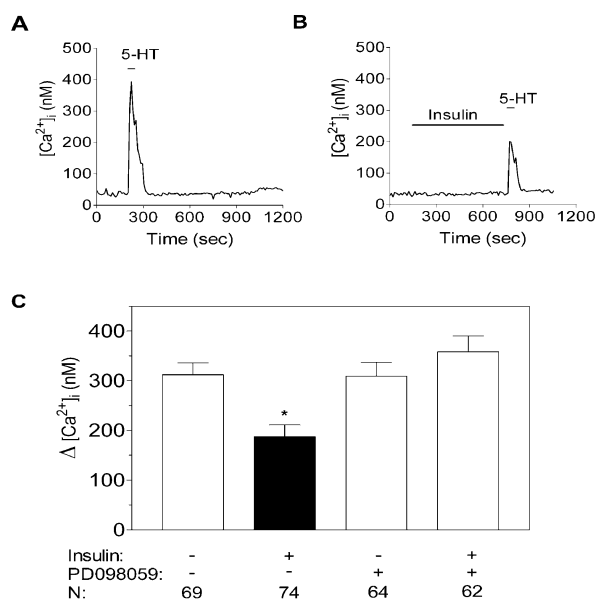 A
5-HT
[Ca²⁺]i (nM)
500
400
300
200
100
0
0 300 600 900 1200
Time (sec)
B
5-HT
Insulin
[Ca²⁺]i (nM)
500
400
300
200
100
0
0 300 600 900 1200
Time (sec)
C
Δ [Ca²⁺]i (nM)
400
300
200
100
0
*
Insulin: - + - +
PD098059: - - + +
N: 69 74 64 62